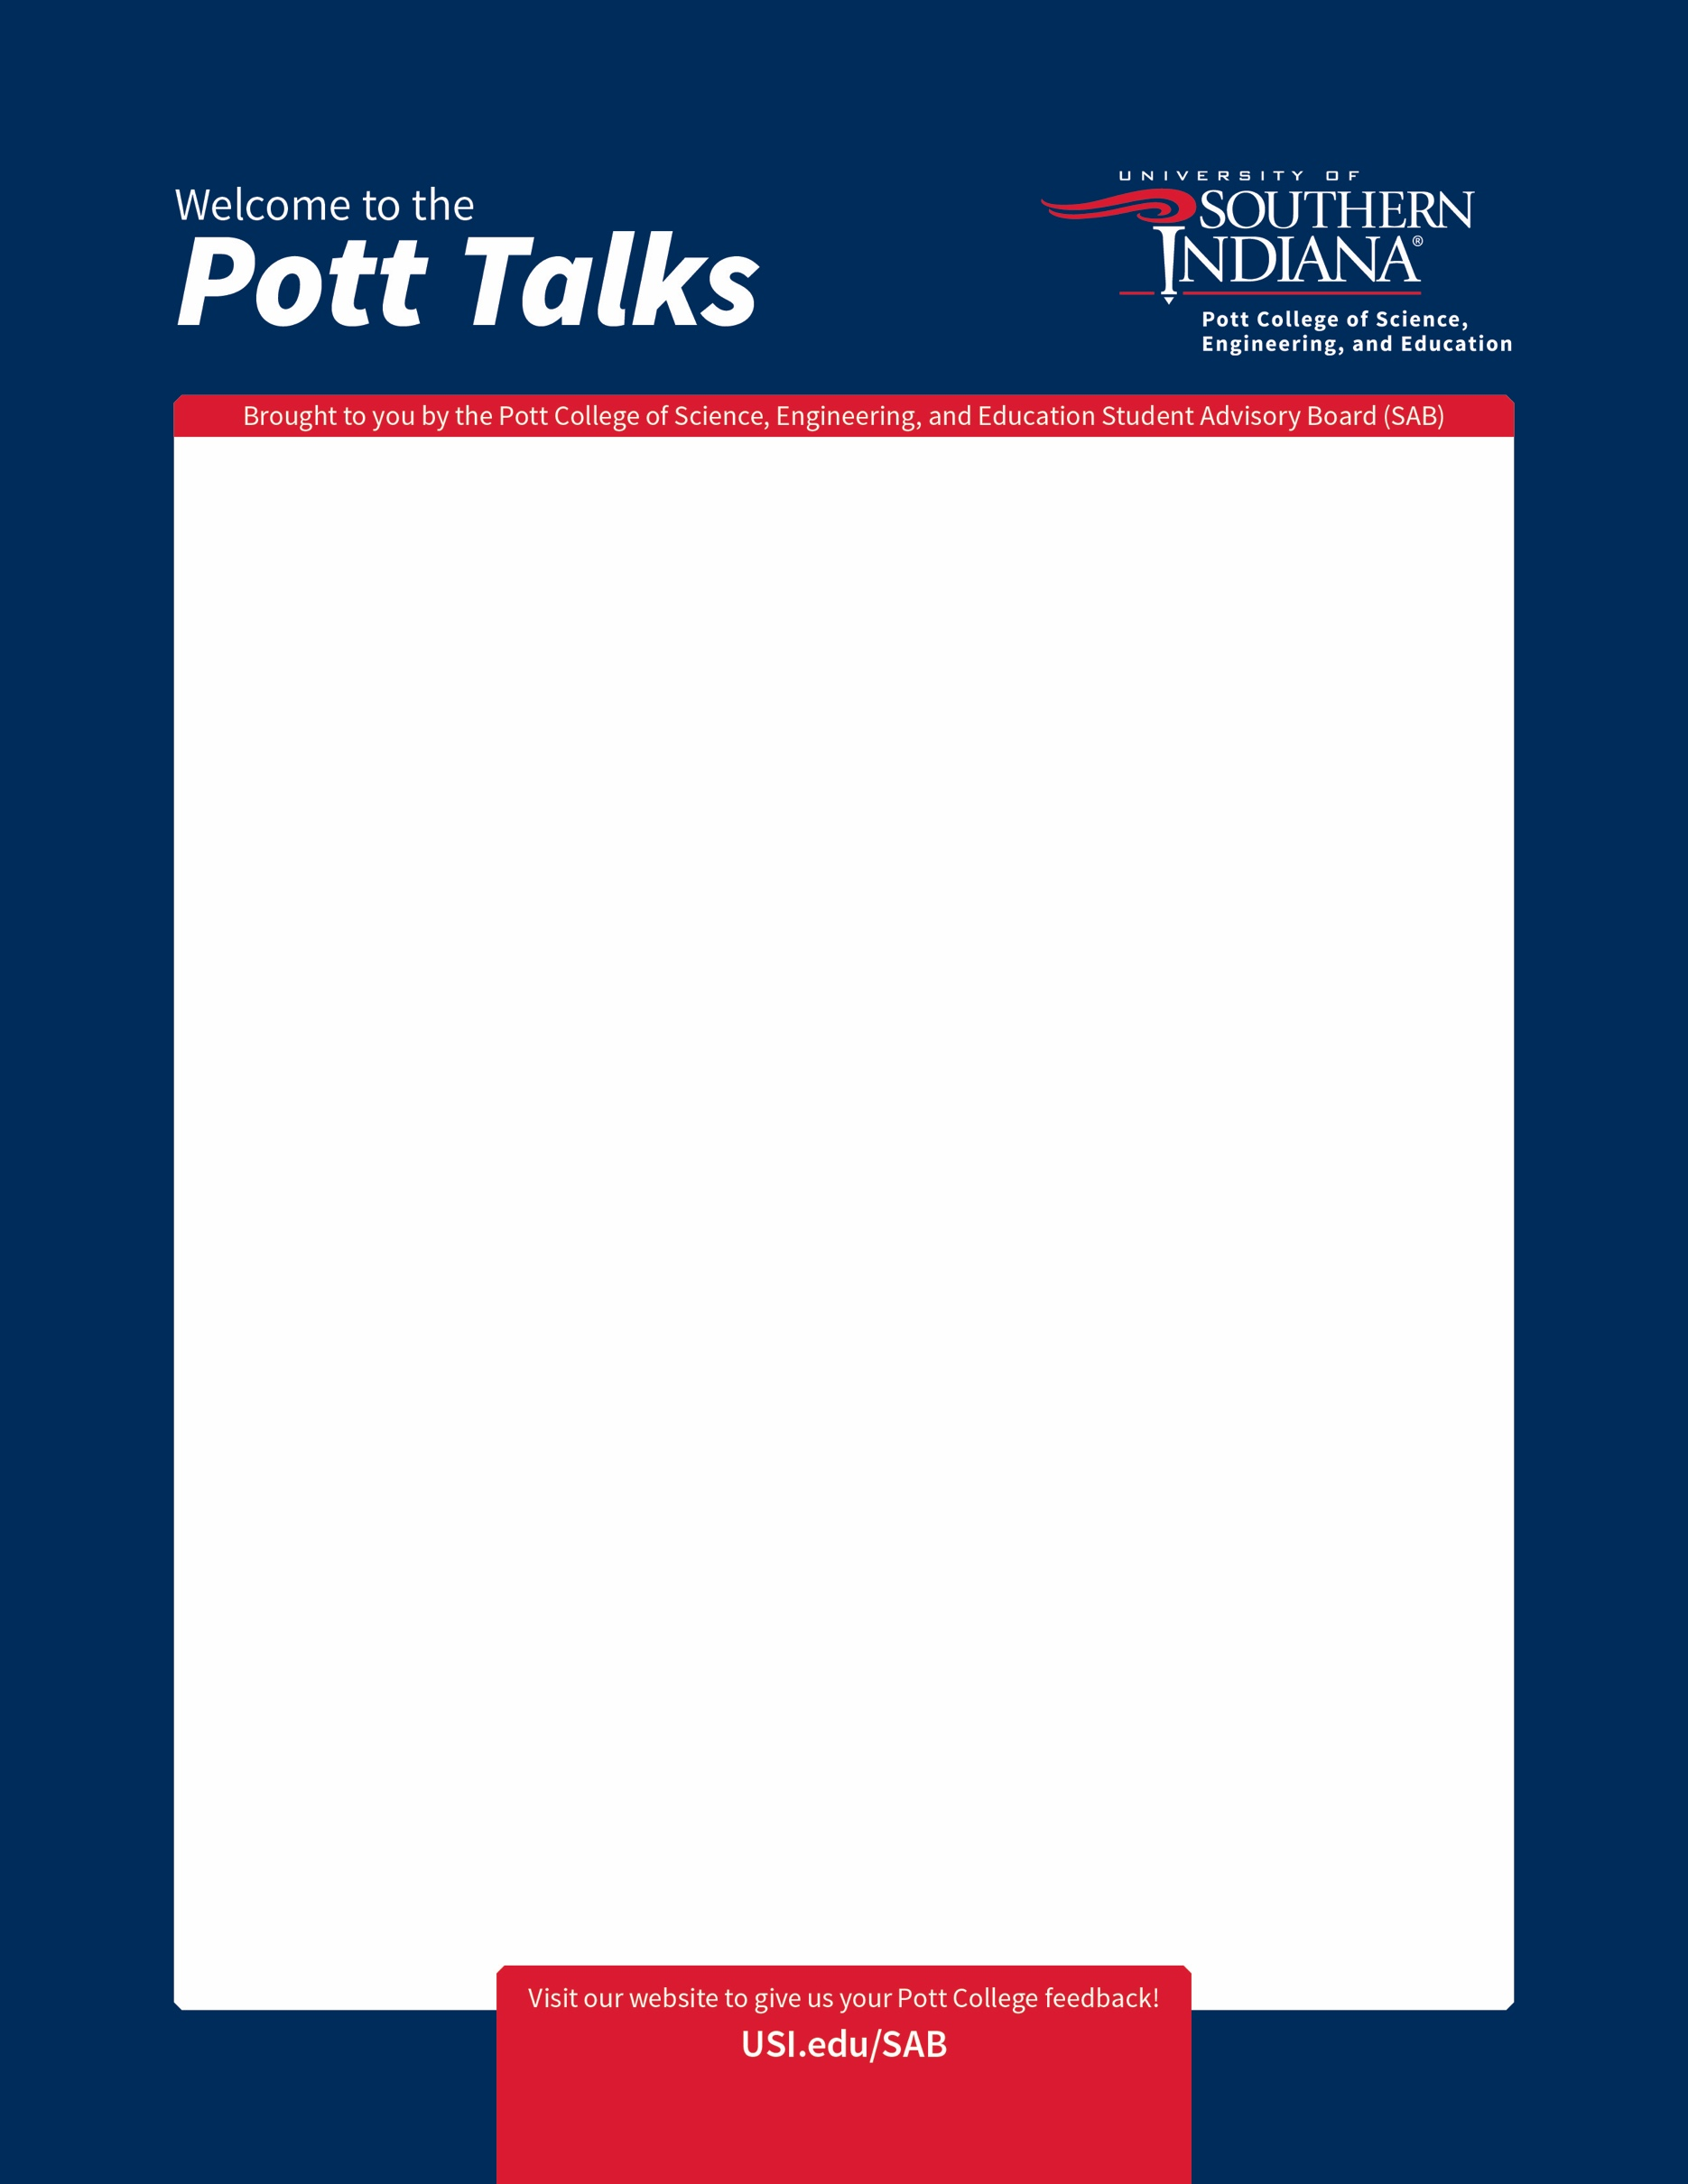 Welcome to the
Pott Talks
UNIVERSITY OF
SOUTHERN
INDIANA®
Pott College of Science,
Engineering, and Education
Brought to you by the Pott College of Science, Engineering, and Education Student Advisory Board (SAB)
Visit our website to give us your Pott College feedback!
USI.edu/SAB